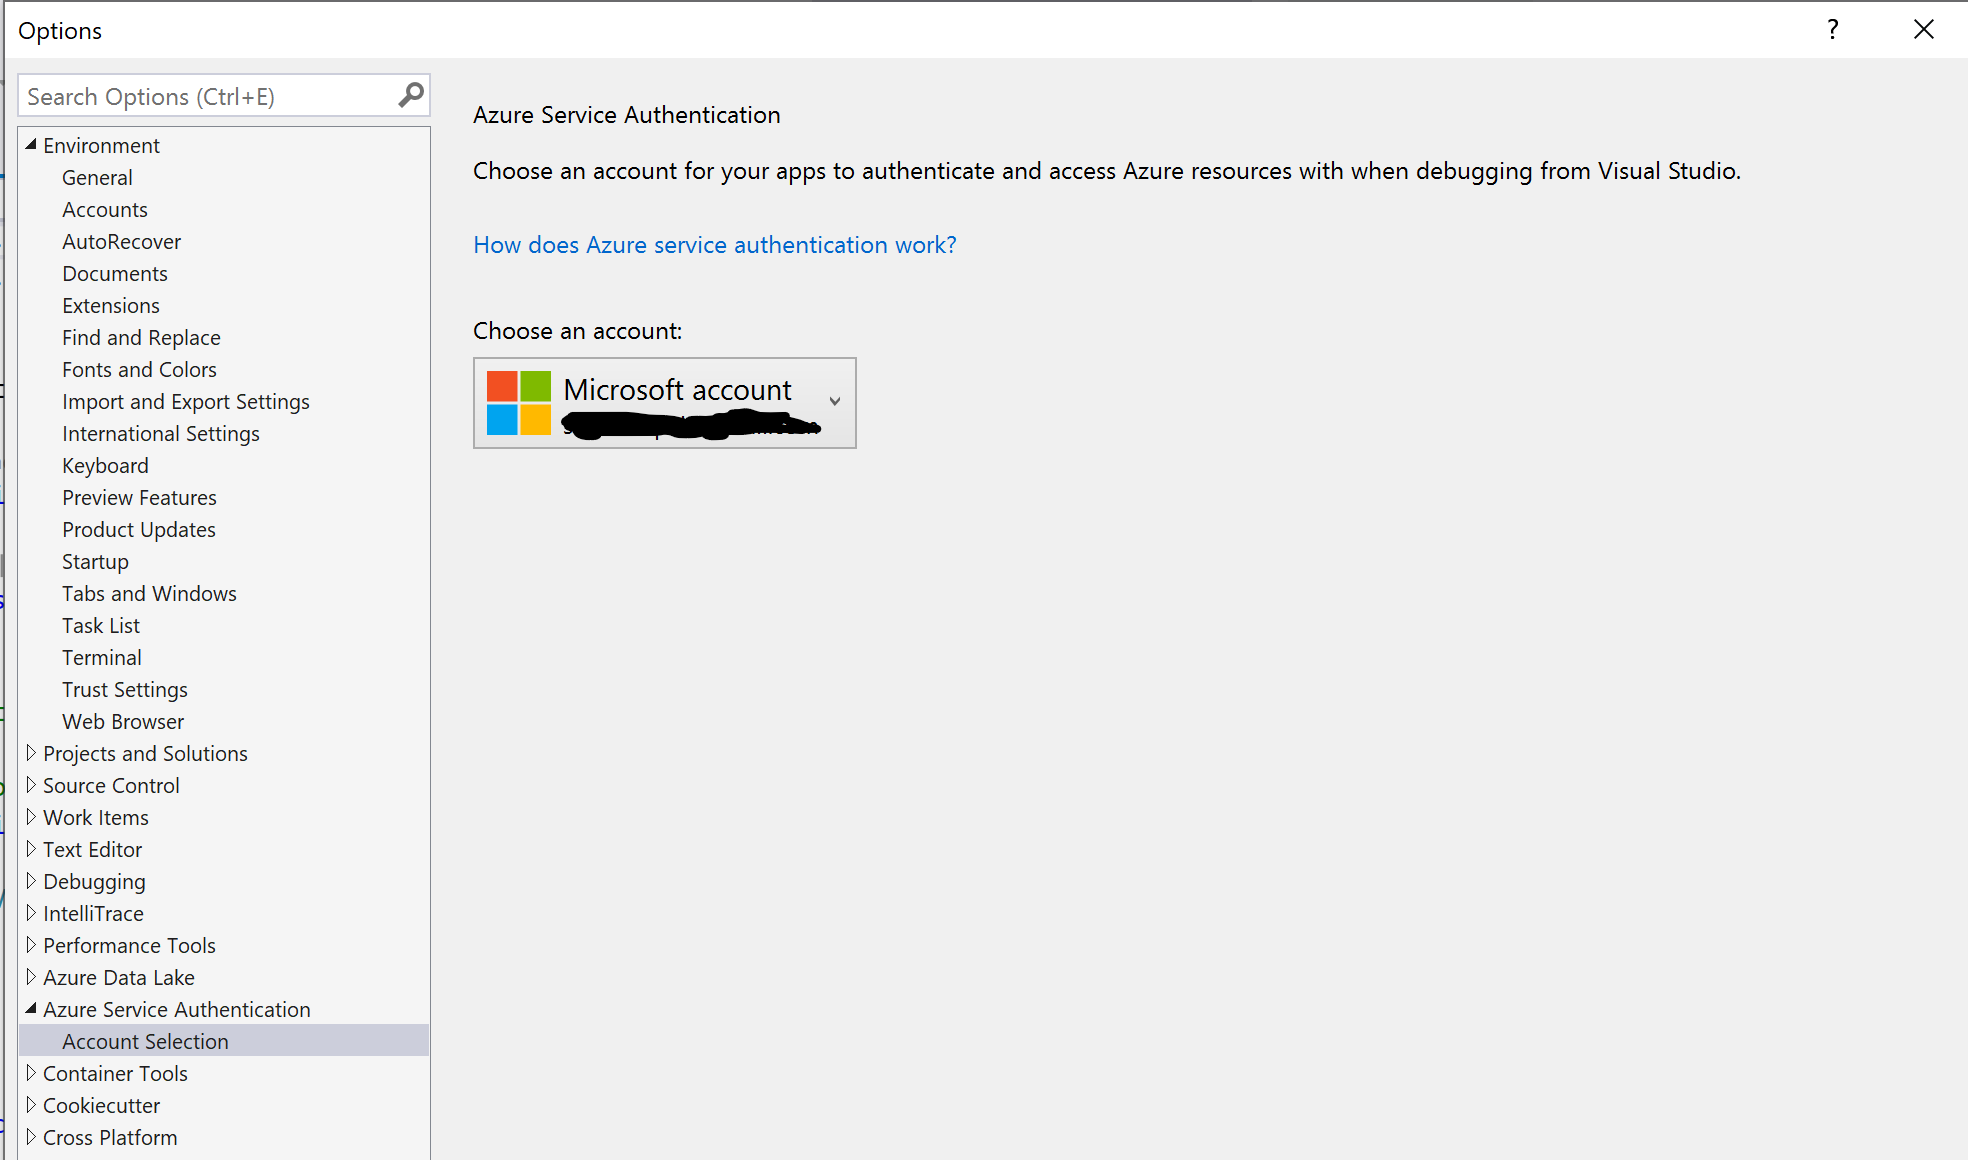 Options
?
Search Options (Ctrl+E)
Environment
General
Accounts
AutoRecover
Documents
Extensions
Find and Replace
Fonts and Colors
Import and Export Settings
International Settings
Keyboard
Preview Features
Product Updates
Startup
Tabs and Windows
Task List
Terminal
Trust Settings
Web Browser
Projects and Solutions
Source Control
Work Items
Text Editor
Debugging
IntelliTrace
Performance Tools
Azure Data Lake
Azure Service Authentication
Account Selection
Container Tools
Cookiecutter
Cross Platform
Azure Service Authentication
Choose an account for your apps to authenticate and access Azure resources with when debugging from Visual Studio.
How does Azure service authentication work?
Choose an account:
Microsoft account